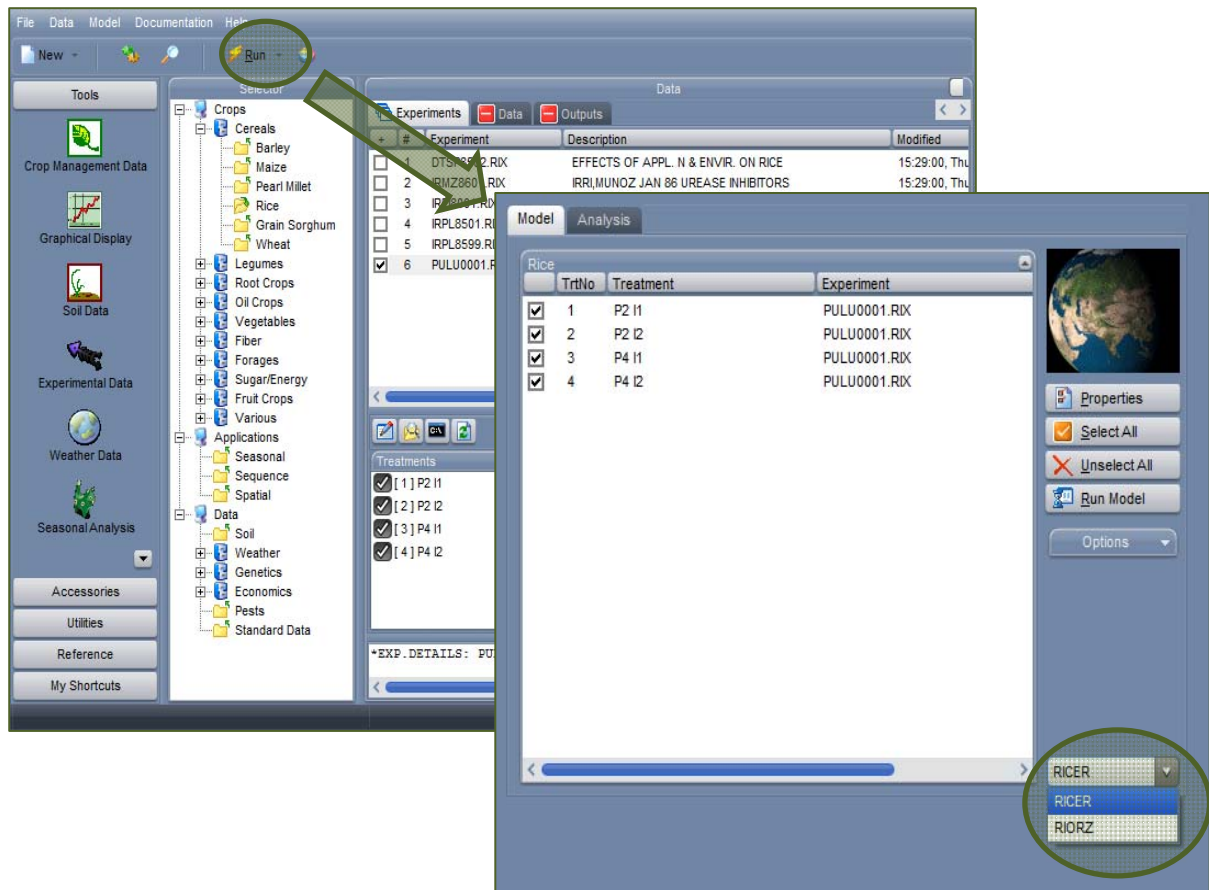 File Data Model Documentation Help
New
Run
Tools
Crop Management Data
Graphical Display
Soil Data
Experimental Data
Weather Data
Seasonal Analysis
Accessories
Utilities
Reference
My Shortcuts
Selector
Crops
Cereals
Barley
Maize
Pearl Millet
Rice
Grain Sorghum
Wheat
Legumes
Root Crops
Oil Crops
Vegetables
Fiber
Forages
Sugar/Energy
Fruit Crops
Various
Applications
Seasonal
Sequence
Spatial
Data
Soil
Weather
Genetics
Economics
Pests
Standard Data
Data
Experiments Data Outputs
+ # Experiment Description Modified
1 EFFECTS OF APPL. N & ENVIR. ON RICE 15:29:00, Thu
2 IRRI,MUNOZ JAN 86 UREASE INHIBITORS 15:29:00, Thu
3
4 IRPL8501.RI
5 IRPL8599.RI
6 PULU0001.R
Treatments
[ 1 ] P2 I1
[ 2 ] P2 I2
[ 3 ] P4 I1
[ 4 ] P4 I2
*EXP.DETAILS: PU
Model Analysis
Rice
TrtNo Treatment Experiment
1 P2 I1 PULU0001.RIX
2 P2 I2 PULU0001.RIX
3 P4 I1 PULU0001.RIX
4 P4 I2 PULU0001.RIX
Properties
Select All
Unselect All
Run Model
Options
RICER
RICER
RIORZ